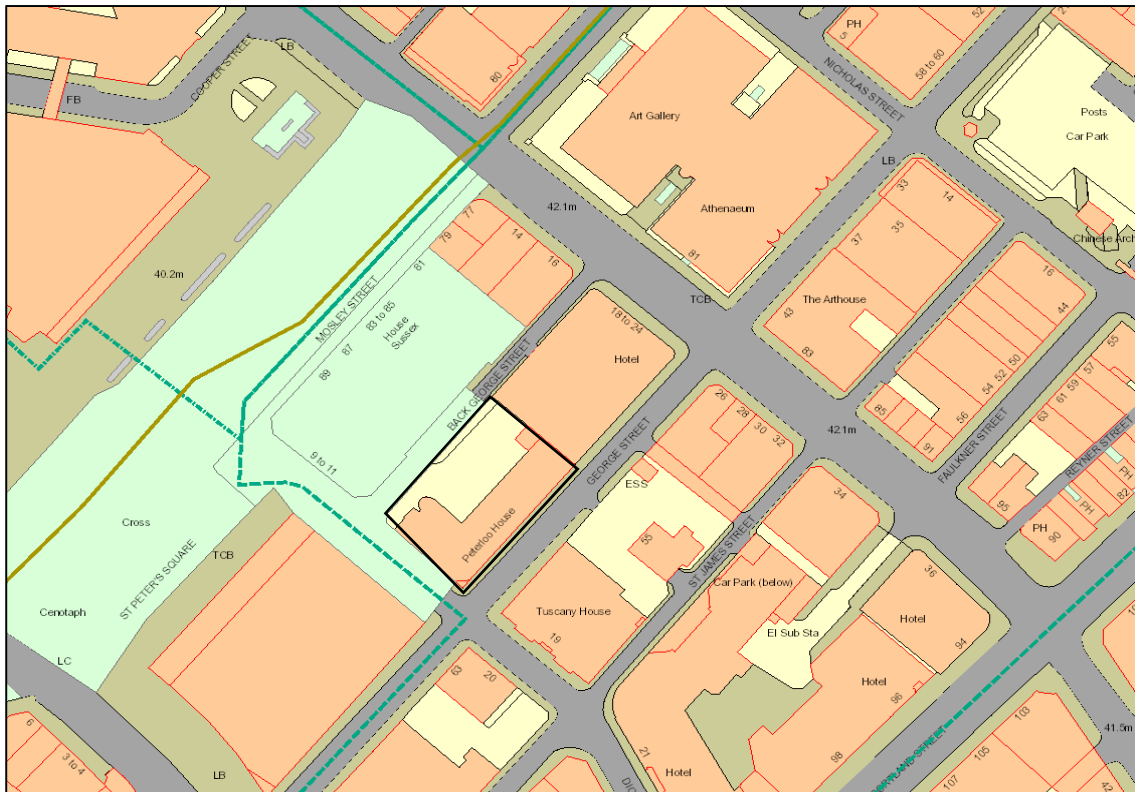 COOPER STREET
LB
FB
80
PH
5
58 to 60
52
NICHOLAS STREET
Posts
Car Park
Art Gallery
LB
Athenaeum
42.1m
40.2m
33
14
37
35
Chinese Arch
77
79
14
16
81
MOSLEY STREET
83 to 85
House
Sussex
87
89
9 to 11
81
TCB
The Arthouse
43
83
16
44
18 to 24
Hotel
BACK GEORGE STREET
GEORGE STREET
26
28
30
32
42.1m
85
91
50
52
54
56
FAULKNER STREET
55
57
59
61
63
REYNER STREET
PH
82
PH
95
PH
90
ESS
34
Peterloo House
55
ST JAMES STREET
Cross
TCB
ST PETER'S SQUARE
Cenotaph
LC
Tuscany House
19
Car Park (below)
El Sub Sta
36
Hotel
94
Hotel
96
98
63
20
6
3 to 4
LB
21
Hotel
103
105
107
41.5m
42